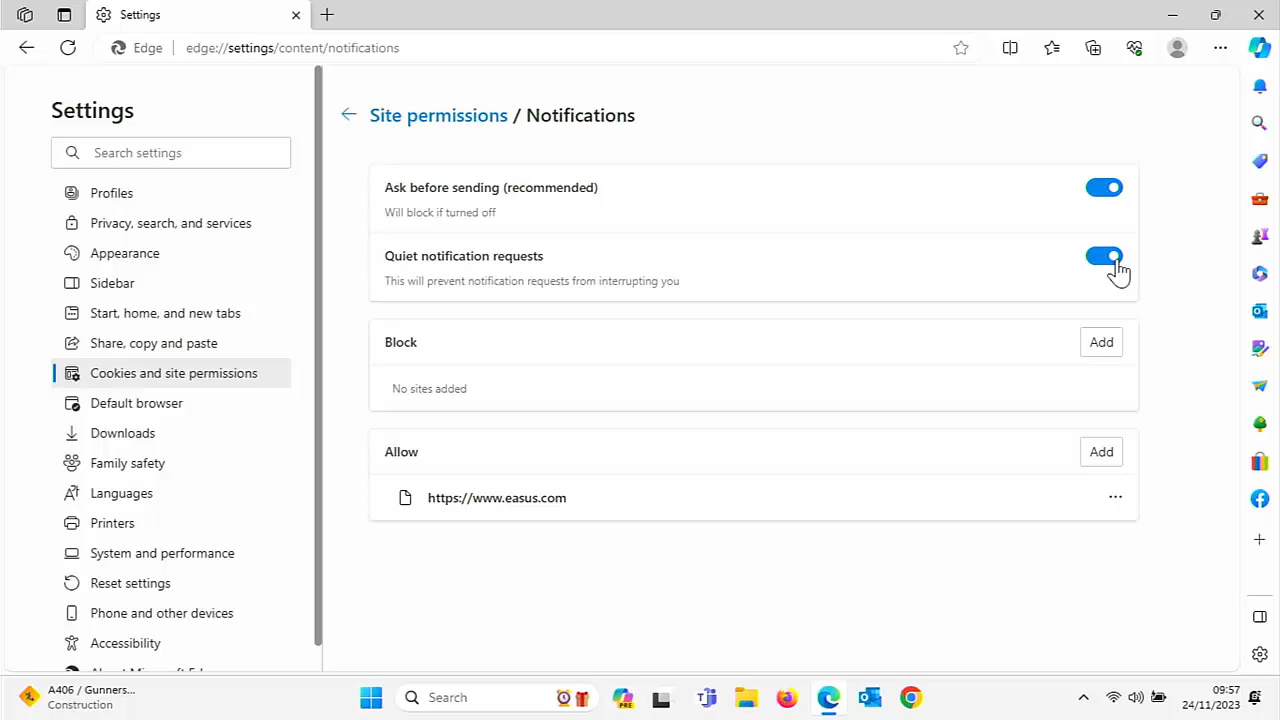 Settings
Edge
edge://settings/content/notifications
Settings
Search settings
Profiles
Privacy, search, and services
Appearance
Sidebar
Start, home, and new tabs
Share, copy and paste
Cookies and site permissions
Default browser
Downloads
Family safety
Languages
Printers
System and performance
Reset settings
Phone and other devices
Accessibility
Site permissions / Notifications
Ask before sending (recommended)
Will block if turned off
Quiet notification requests
This will prevent notification requests from interrupting you
Block
Add
No sites added
Allow
Add
https://www.easus.com
A406 / Gunners...
Construction
Search
PRE
09:57
24/11/2023